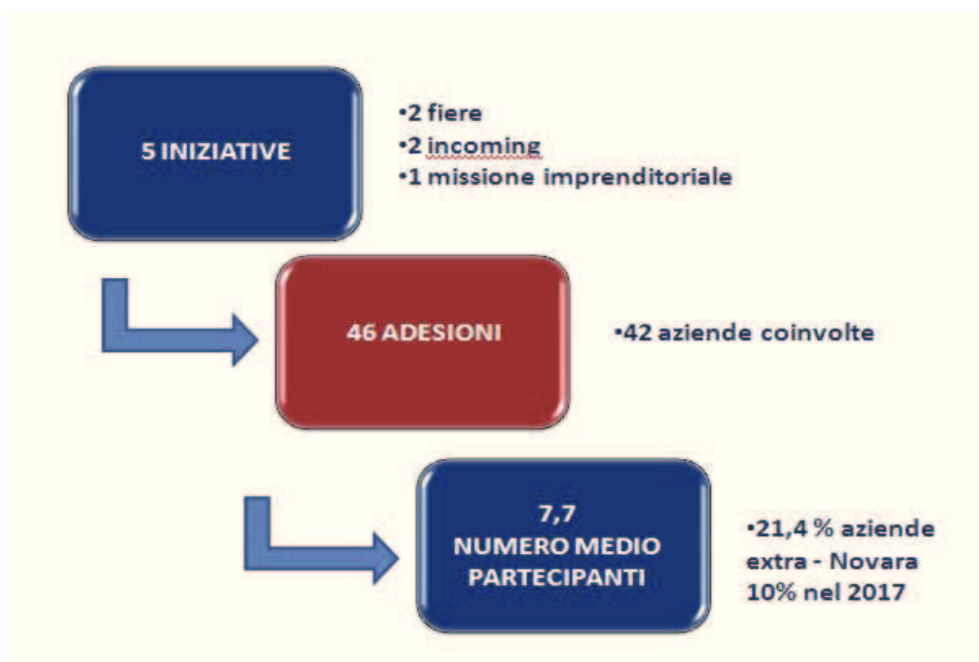 5 INIZIATIVE
•2 fiere
•2 incoming
•1 missione imprenditoriale
46 ADESIONI
•42 aziende coinvolte
7,7
NUMERO MEDIO
PARTECIPANTI
•21,4 % aziende
extra - Novara
10% nel 2017